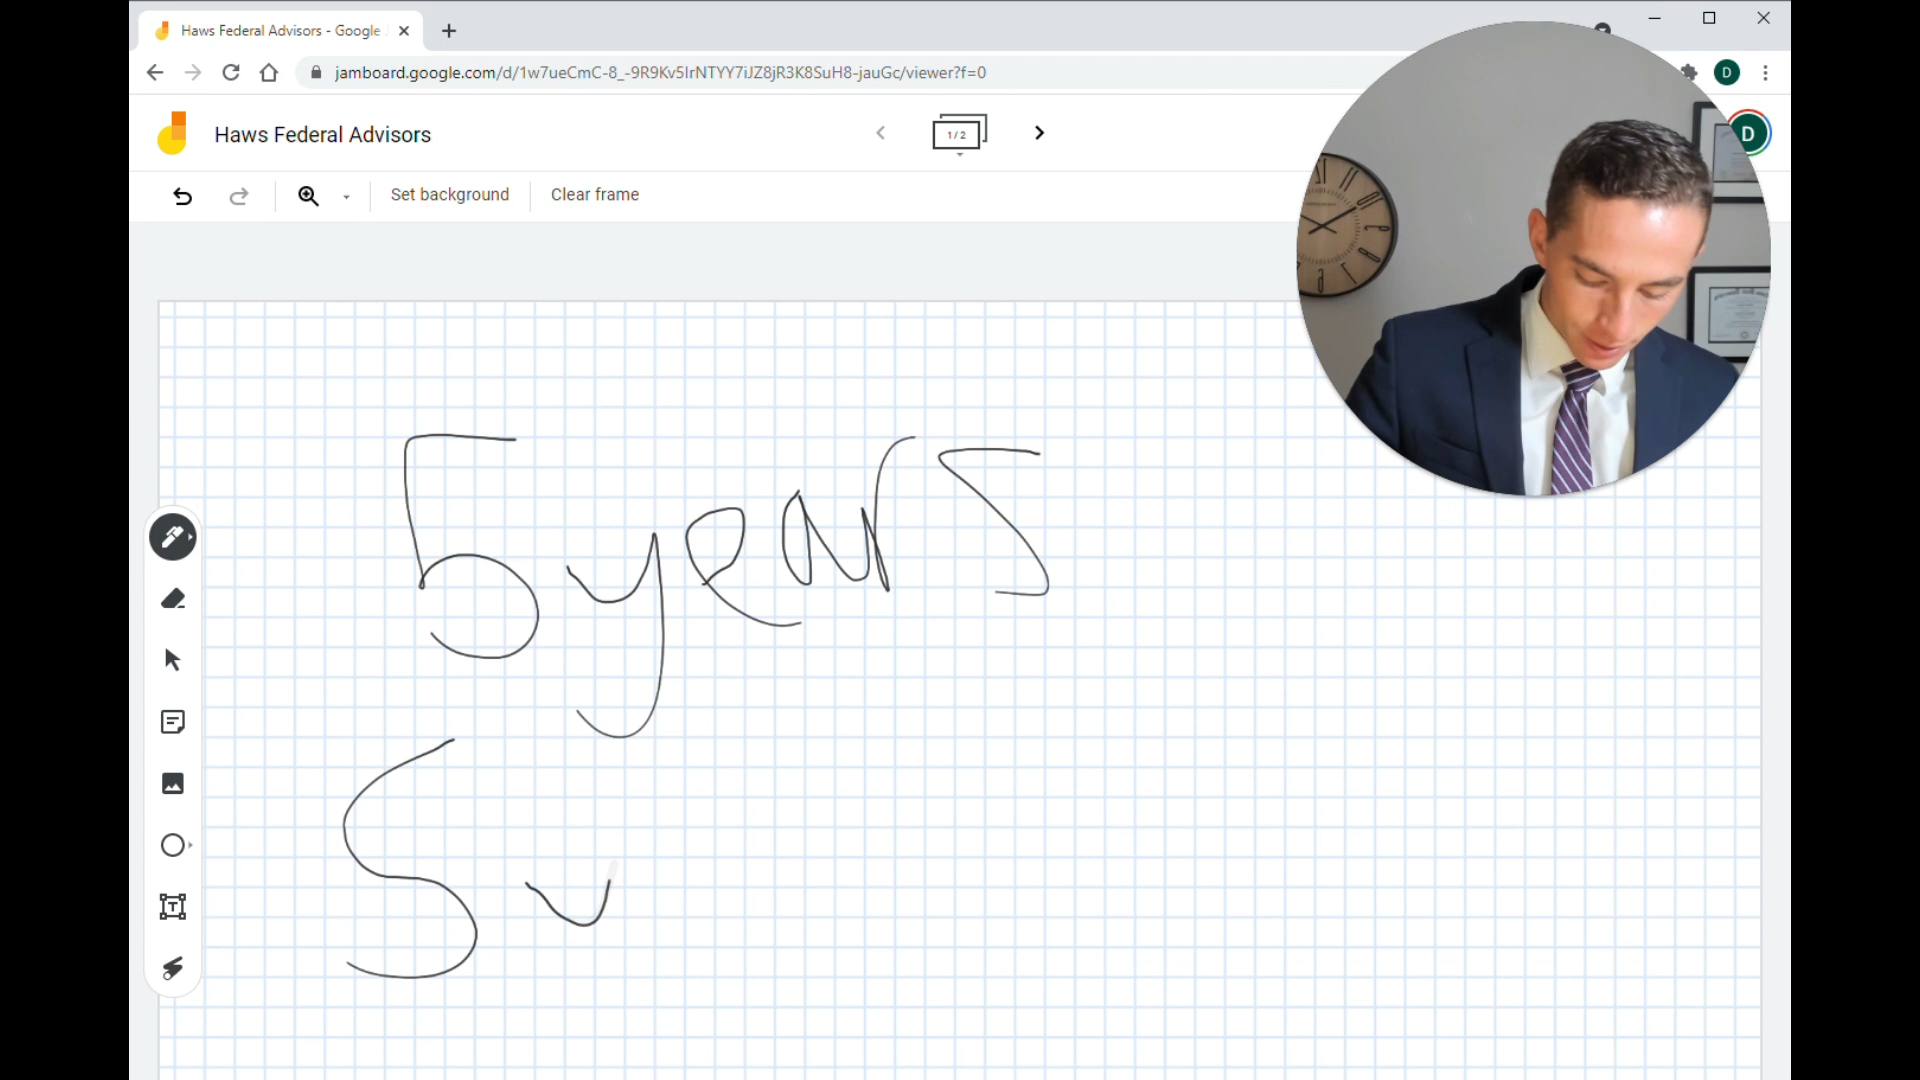 Haws Federal Advisors - Google J
jamboard.google.com/d/1w7ueCmC-8_-9R9Kv5IrNTYY7iJZ8jR3K8SuH8-jauGc/viewer?f=0
D
Haws Federal Advisors
1 / 2
D
Set background
Clear frame
5 years
Su
T